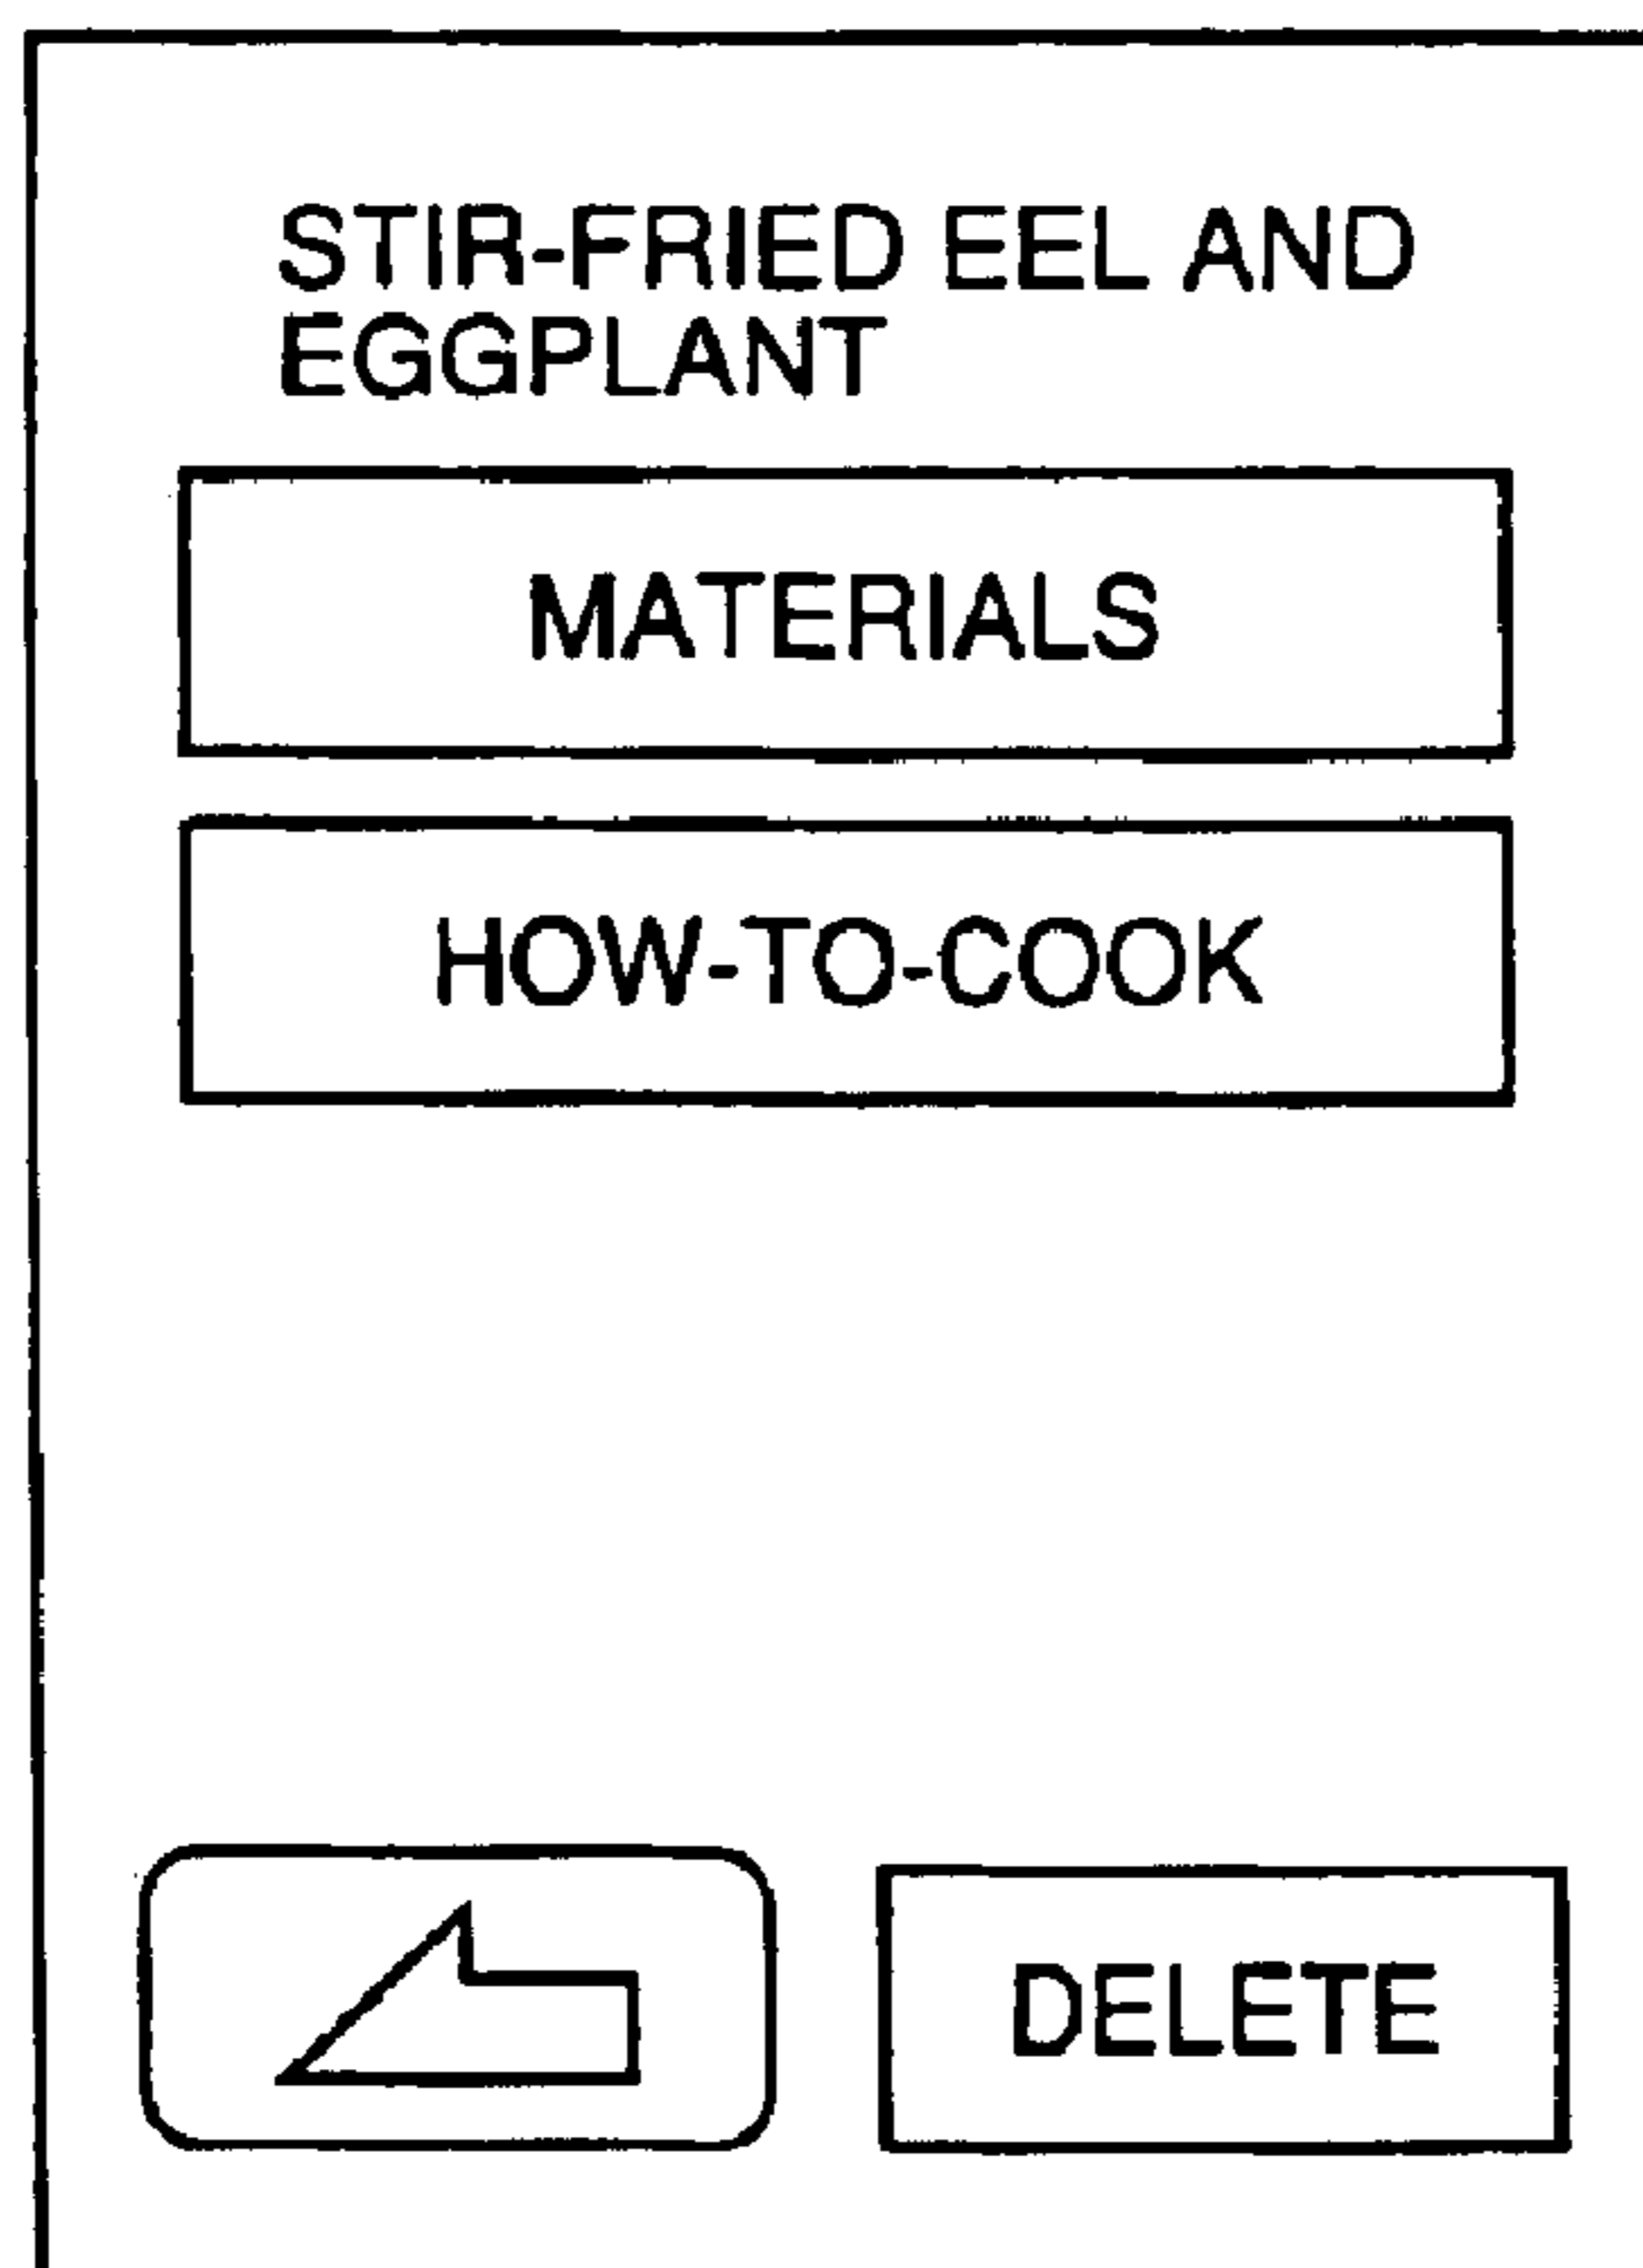 STIR-FRIED EEL AND
EGGPLANT
MATERIALS
HOW-TO-COOK
DELETE